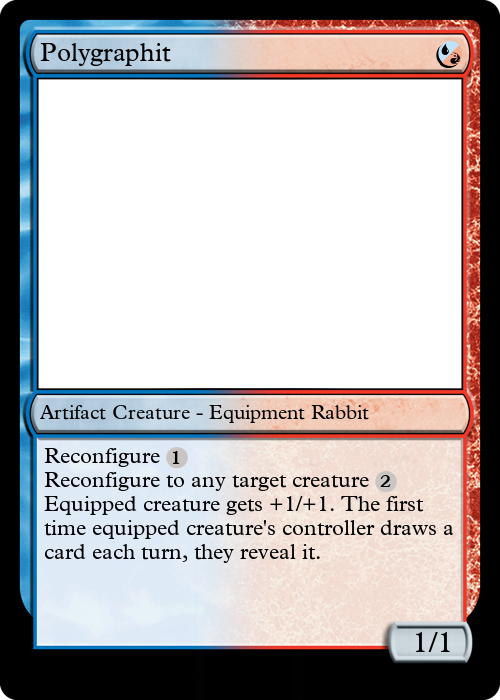 Polygraphit
Artifact Creature - Equipment Rabbit
Reconfigure 1
Reconfigure to any target creature 2
Equipped creature gets +1/+1. The first
time equipped creature's controller draws a
card each turn, they reveal it.
1/1